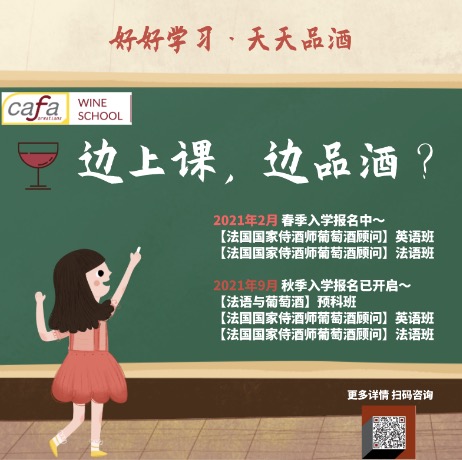 好好学习·天天品酒
cafa
formations
WINE
SCHOOL
边上课，边品酒？
2021年2月 春季入学报名中～
【法国国家侍酒师葡萄酒顾问】英语班
【法国国家侍酒师葡萄酒顾问】法语班
2021年9月 秋季入学报名已开启～
【法语与葡萄酒】预科班
【法国国家侍酒师葡萄酒顾问】英语班
【法国国家侍酒师葡萄酒顾问】法语班
更多详情 扫码咨询